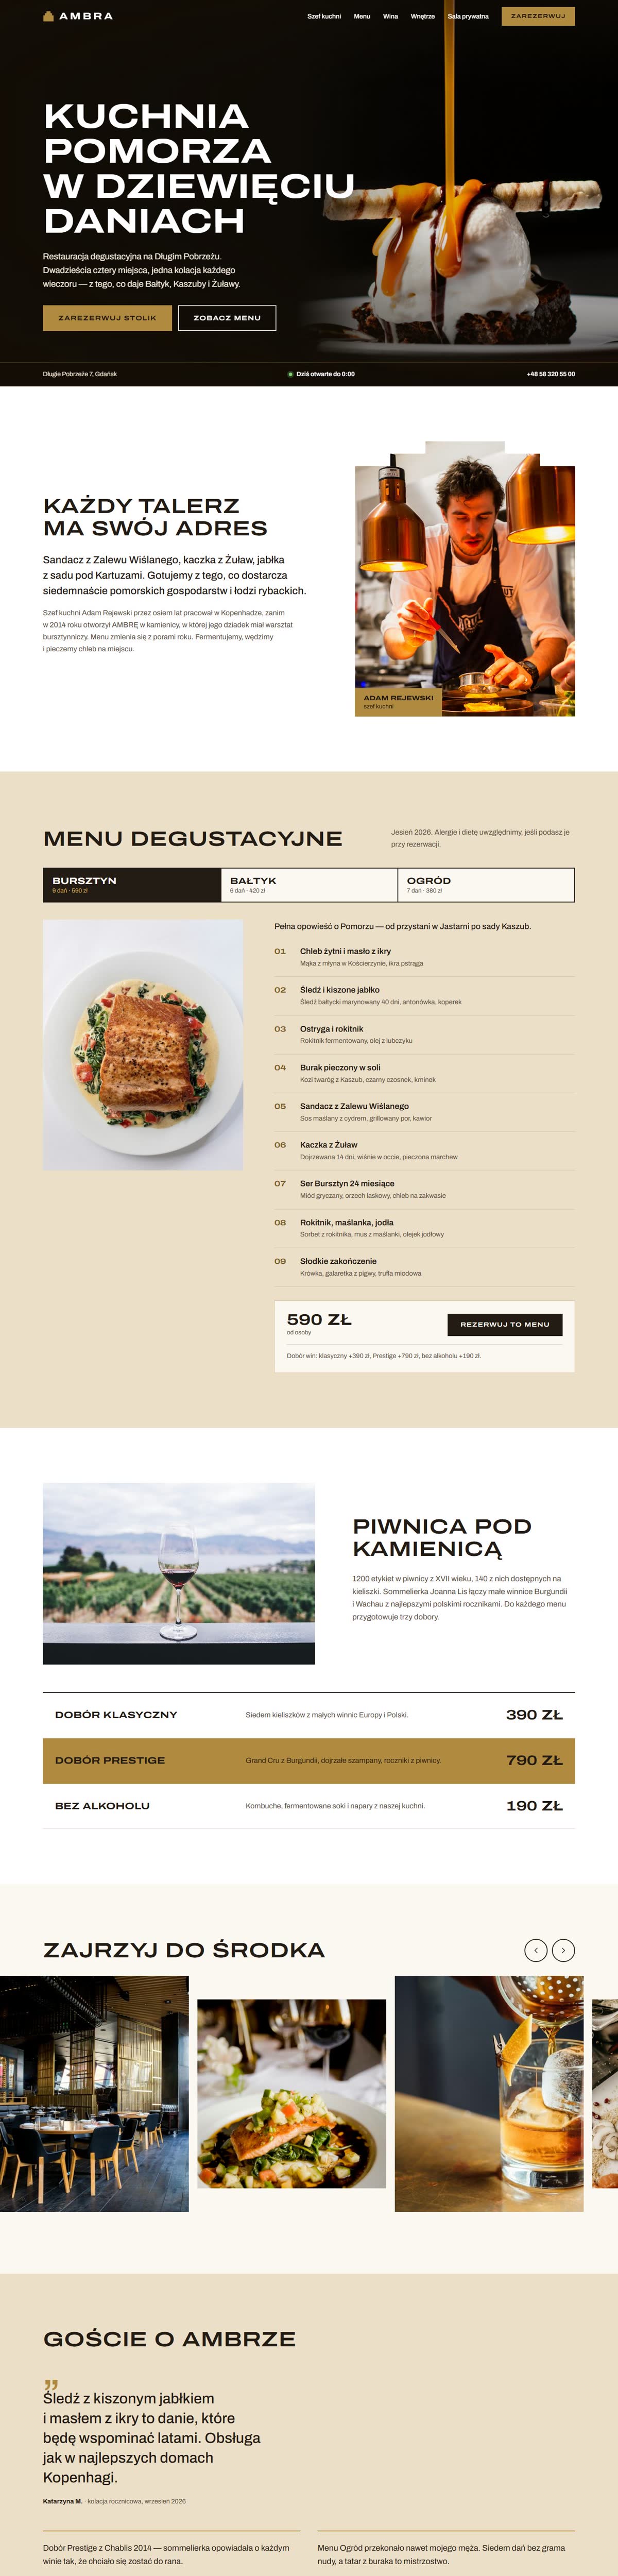 AMBRA
Szef kuchni Menu Wina Wnętrze Sala prywatna ZAREZERWUJ
KUCHNIA
POMORZA
W DZIEWIĘCIU
DANIACH
Restauracja degustacyjna na Długim Pobrzeżu.
Dwadzieścia cztery miejsca, jedna kolacja każdego
wieczoru — z tego, co daje Bałtyk, Kaszuby i Żuławy.
ZAREZERWUJ STOLIK ZOBACZ MENU
Długie Pobrzeże 7, Gdańsk Dziś otwarte do 0:00 +48 58 320 55 00
KAŻDY TALERZ
MA SWÓJ ADRES
Sandacz z Zalewu Wiślanego, kaczka z Żuław, jabłka
z sadu pod Kartuzami. Gotujemy z tego, co dostarcza
siedemnaście pomorskich gospodarstw i łodzi rybackich.
Szef kuchni Adam Rejewski przez osiem lat pracował w Kopenhadze, zanim
w 2014 roku otworzył AMBRĘ w kamienicy, w której jego dziadek miał warsztat
bursztynniczy. Menu zmienia się z porami roku. Fermentujemy, wędzimy
i pieczemy chleb na miejscu.
ADAM REJEWSKI
szef kuchni
MENU DEGUSTACYJNE
Jesień 2026. Alergie i dietę uwzględnimy, jeśli podasz je
przy rezerwacji.
BURSZTYN
9 dań · 590 zł
BAŁTYK
6 dań · 420 zł
OGRÓD
7 dań · 380 zł
Pełna opowieść o Pomorzu — od przystani w Jastarni po sady Kaszub.
01 Chleb żytni i masło z ikry
Mąka z młyna w Kościerzynie, ikra pstrąga
02 Śledź i kiszone jabłko
Śledź bałtycki marynowany 40 dni, antonówka, koperek
03 Ostryga i rokitnik
Rokitnik fermentowany, olej z lubczyku
04 Burak pieczony w soli
Kozi twaróg z Kaszub, czarny czosnek, kminek
05 Sandacz z Zalewu Wiślanego
Sos maślany z cydrem, grillowany por, kawior
06 Kaczka z Żuław
Dojrzewana 14 dni, wiśnie w occie, pieczona marchew
07 Ser Bursztyn 24 miesiące
Miód gryczany, orzech laskowy, chleb na zakwasie
08 Rokitnik, maślanka, jodła
Sorbet z rokitnika, mus z maślanki, olejek jodłowy
09 Słodkie zakończenie
Krówka, galaretka z pigwy, trufla miodowa
590 ZŁ
od osoby
REZERWUJ TO MENU
Dobór win: klasyczny +390 zł, Prestige +790 zł, bez alkoholu +190 zł.
PIWNICA POD
KAMIENICĄ
1200 etykiet w piwnicy z XVII wieku, 140 z nich dostępnych na
kieliszki. Sommelierka Joanna Lis łączy małe winnice Burgundii
i Wachau z najlepszymi polskimi rocznikami. Do każdego menu
przygotowuje trzy dobory.
DOBÓR KLASYCZNY Siedem kieliszków z małych winnic Europy i Polski. 390 ZŁ
DOBÓR PRESTIGE Grand Cru z Burgundii, dojrzałe szampany, roczniki z piwnicy. 790 ZŁ
BEZ ALKOHOLU Kombuche, fermentowane soki i napary z naszej kuchni. 190 ZŁ
ZAJRZYJ DO ŚRODKA
GOŚCIE O AMBRZE
”
Śledź z kiszonym jabłkiem
i masłem z ikry to danie, które
będę wspominać latami. Obsługa
jak w najlepszych domach
Kopenhagi.
Katarzyna M. · kolacja rocznicowa, wrzesień 2026
Dobór Prestige z Chablis 2014 — sommelierka opowiadała o każdym
winie tak, że chciało się zostać do rana.
Menu Ogród przekonało nawet mojego męża. Siedem dań bez grama
nudy, a tatar z buraka to mistrzostwo.